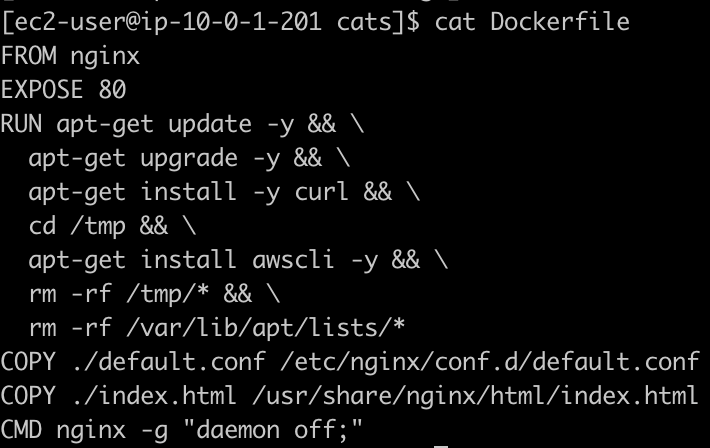 [ec2-user@ip-10-0-1-201 cats]$ cat Dockerfile
FROM nginx
EXPOSE 80
RUN apt-get update -y && \
  apt-get upgrade -y && \
  apt-get install -y curl && \
  cd /tmp && \
  apt-get install awscli -y && \
  rm -rf /tmp/* && \
  rm -rf /var/lib/apt/lists/*
COPY ./default.conf /etc/nginx/conf.d/default.conf
COPY ./index.html /usr/share/nginx/html/index.html
CMD nginx -g "daemon off;"